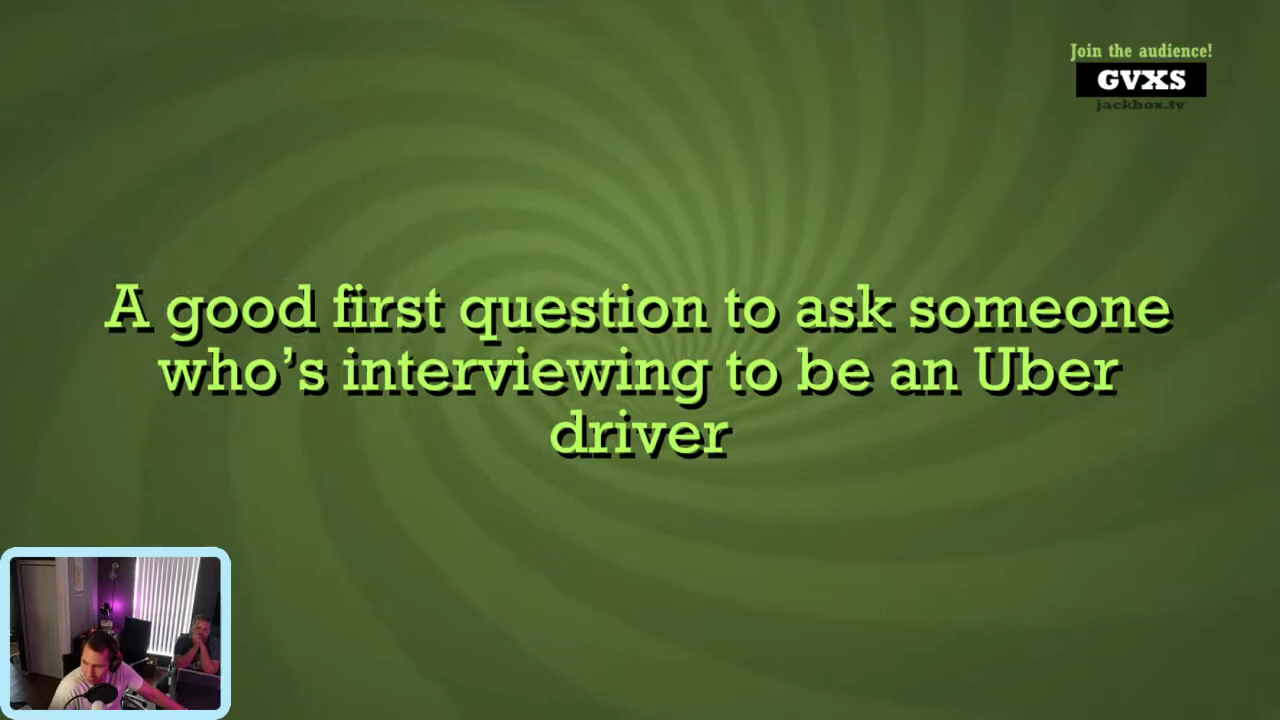 Join the audience!
GVXS
jackbox.tv
A good first question to ask someone
who's interviewing to be an Uber
driver